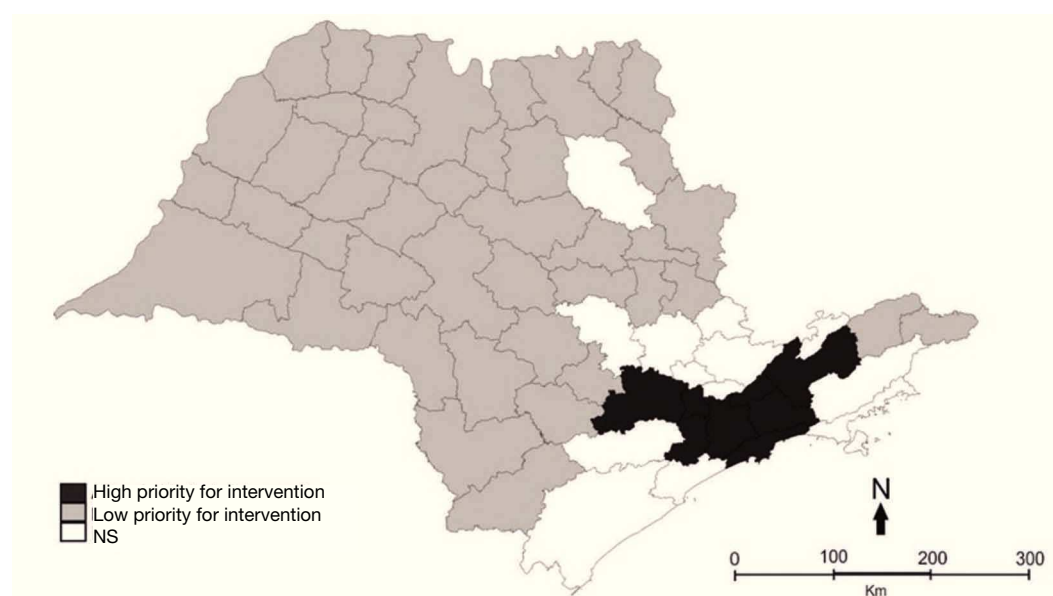 High priority for intervention
Low priority for intervention
NS
N
0 100 200 300
Km